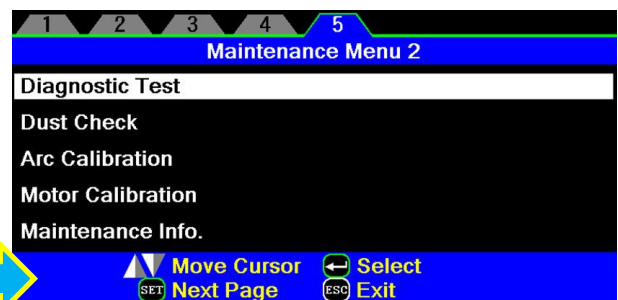 1 2 3 4 5
Maintenance Menu 2
Diagnostic Test
Dust Check
Arc Calibration
Motor Calibration
Maintenance Info.
Move Cursor Select
SET Next Page ESC Exit